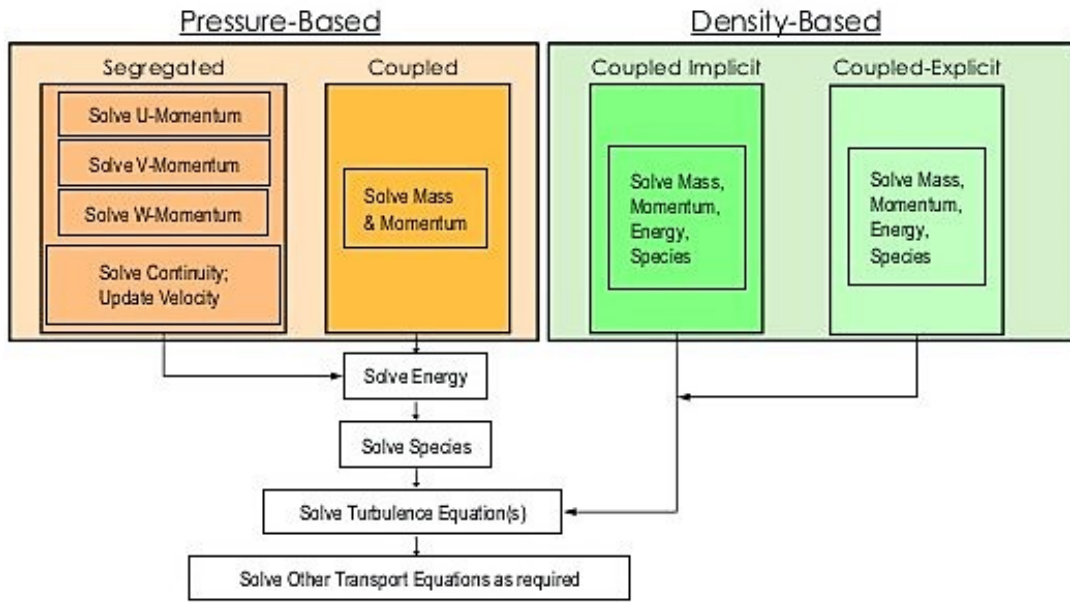 Pressure-Based
Density-Based
Segregated
Coupled
Coupled Implicit
Coupled-Explicit
Solve U-Momentum
Solve V-Momentum
Solve W-Momentum
Solve Continuity;
Update Velocity
Solve Mass
& Momentum
Solve Mass,
Momentum,
Energy,
Species
Solve Mass,
Momentum,
Energy,
Species
Solve Energy
Solve Species
Solve Turbulence Equation(s)
Solve Other Transport Equations as required